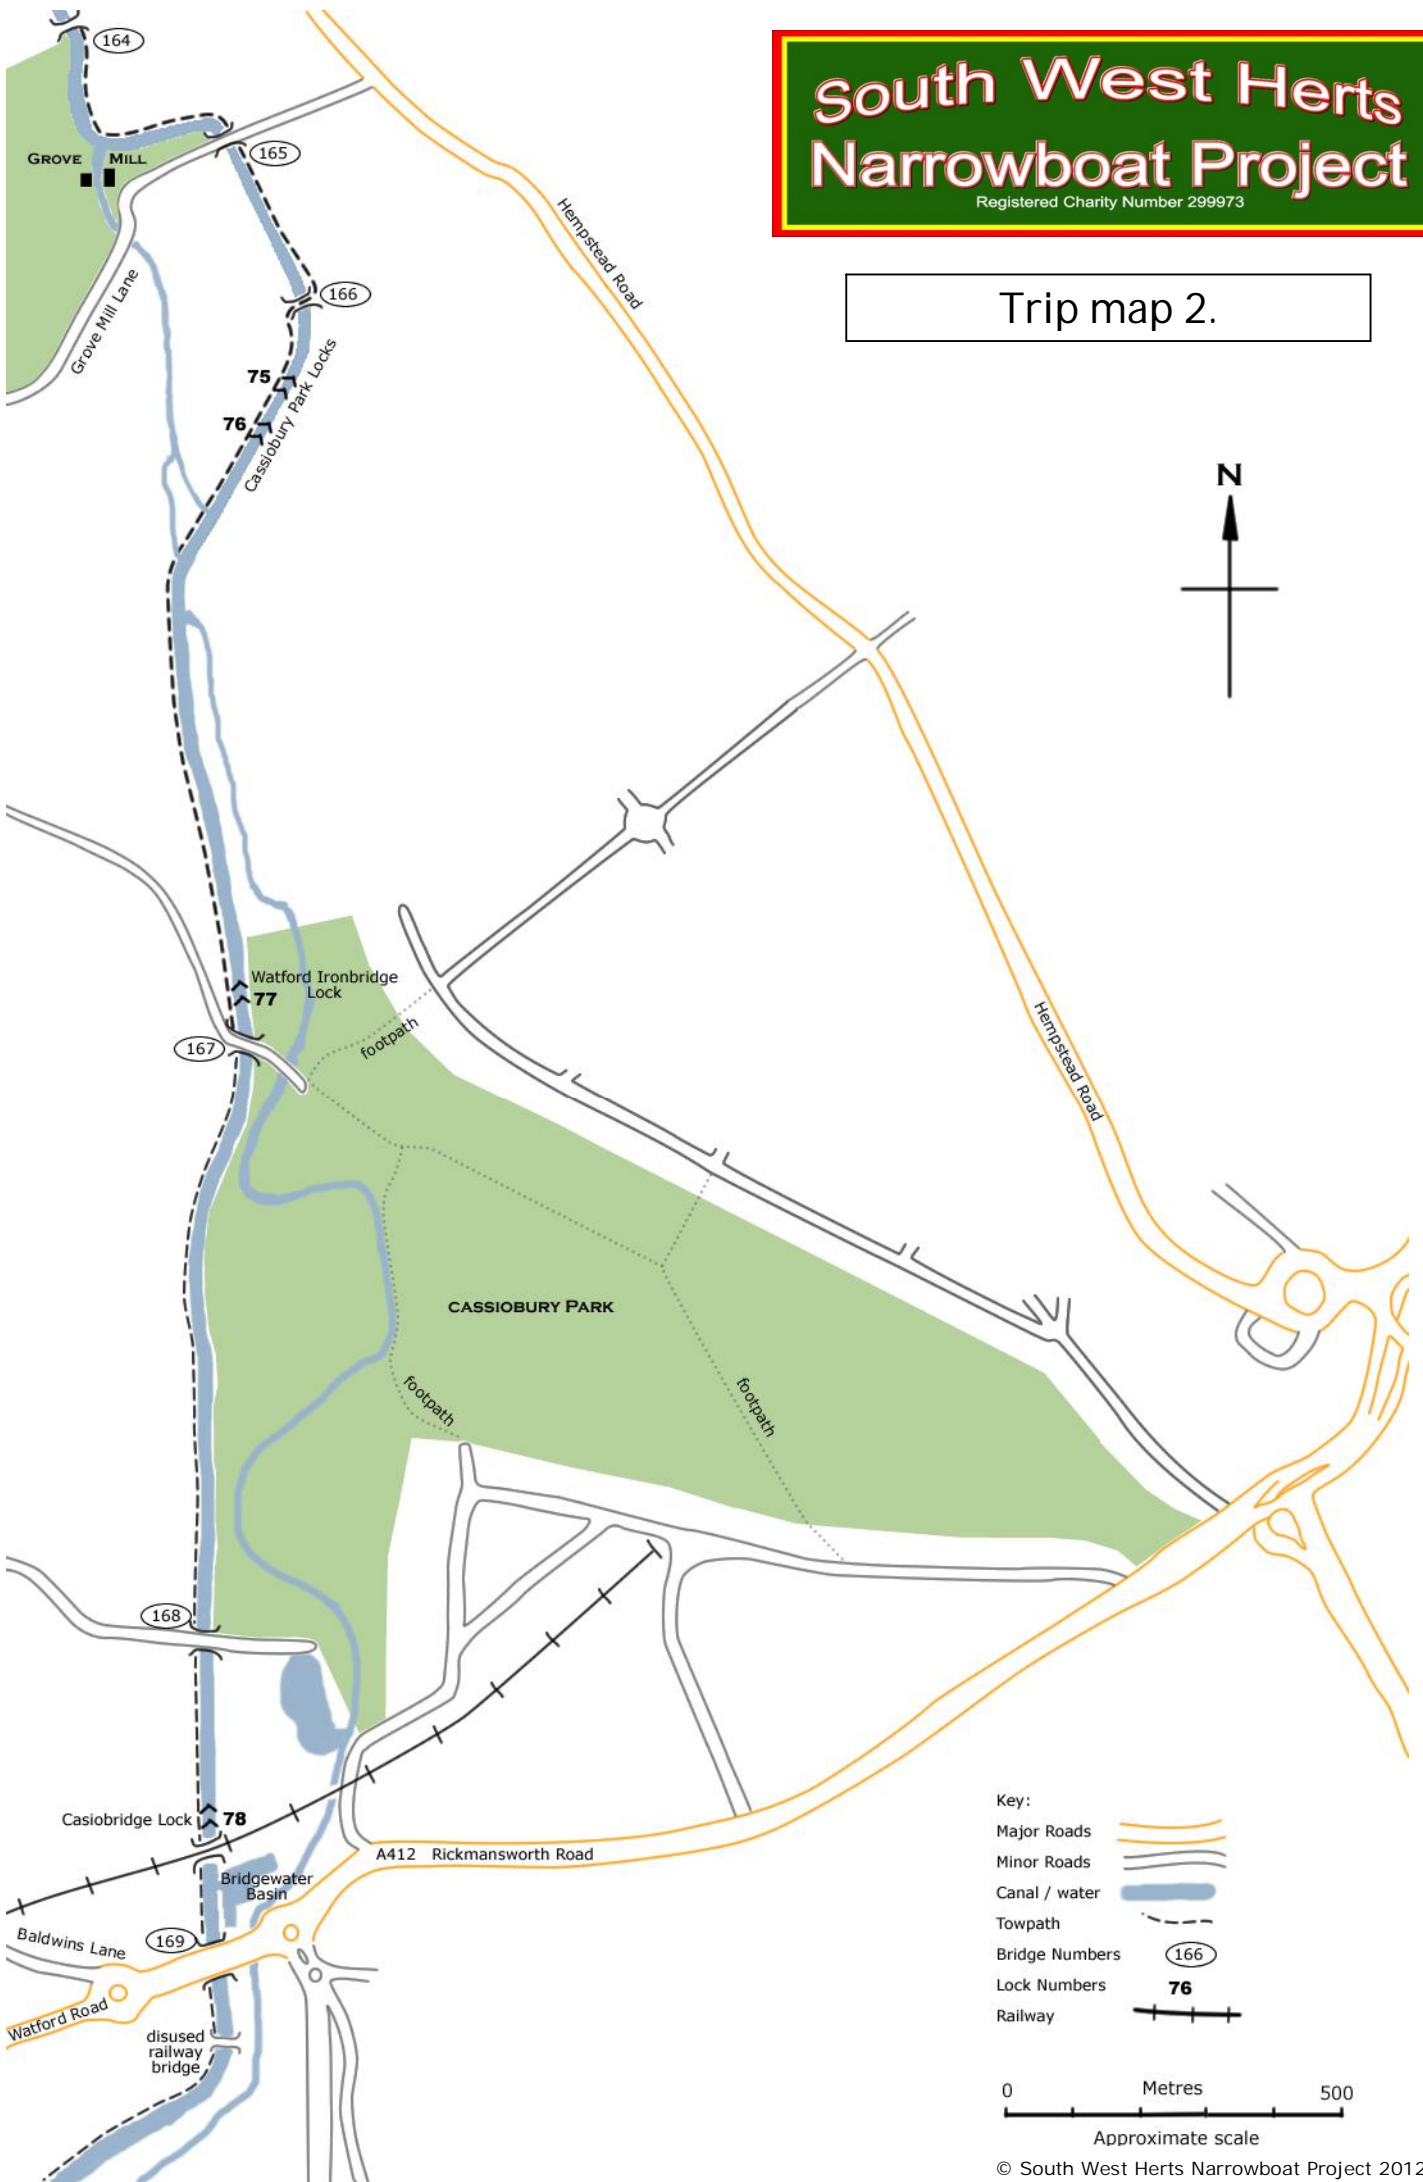 South West Herts
Narrowboat Project
Registered Charity Number 299973
Trip map 2.
164
GROVE MILL
165
Hempstead Road
Grove Mill Lane
166
75
76
Cassiobury Park Locks
N
Watford Ironbridge
Lock
77
167
footpath
Hempstead Road
CASSIOBURY PARK
footpath
footpath
168
Casiobridge Lock
78
A412 Rickmansworth Road
Bridgewater
Basin
Baldwins Lane
169
Watford Road
disused
railway
bridge
Key:
Major Roads
Minor Roads
Canal / water
Towpath
Bridge Numbers 166
Lock Numbers 76
Railway
0 Metres 500
Approximate scale
© South West Herts Narrowboat Project 2012